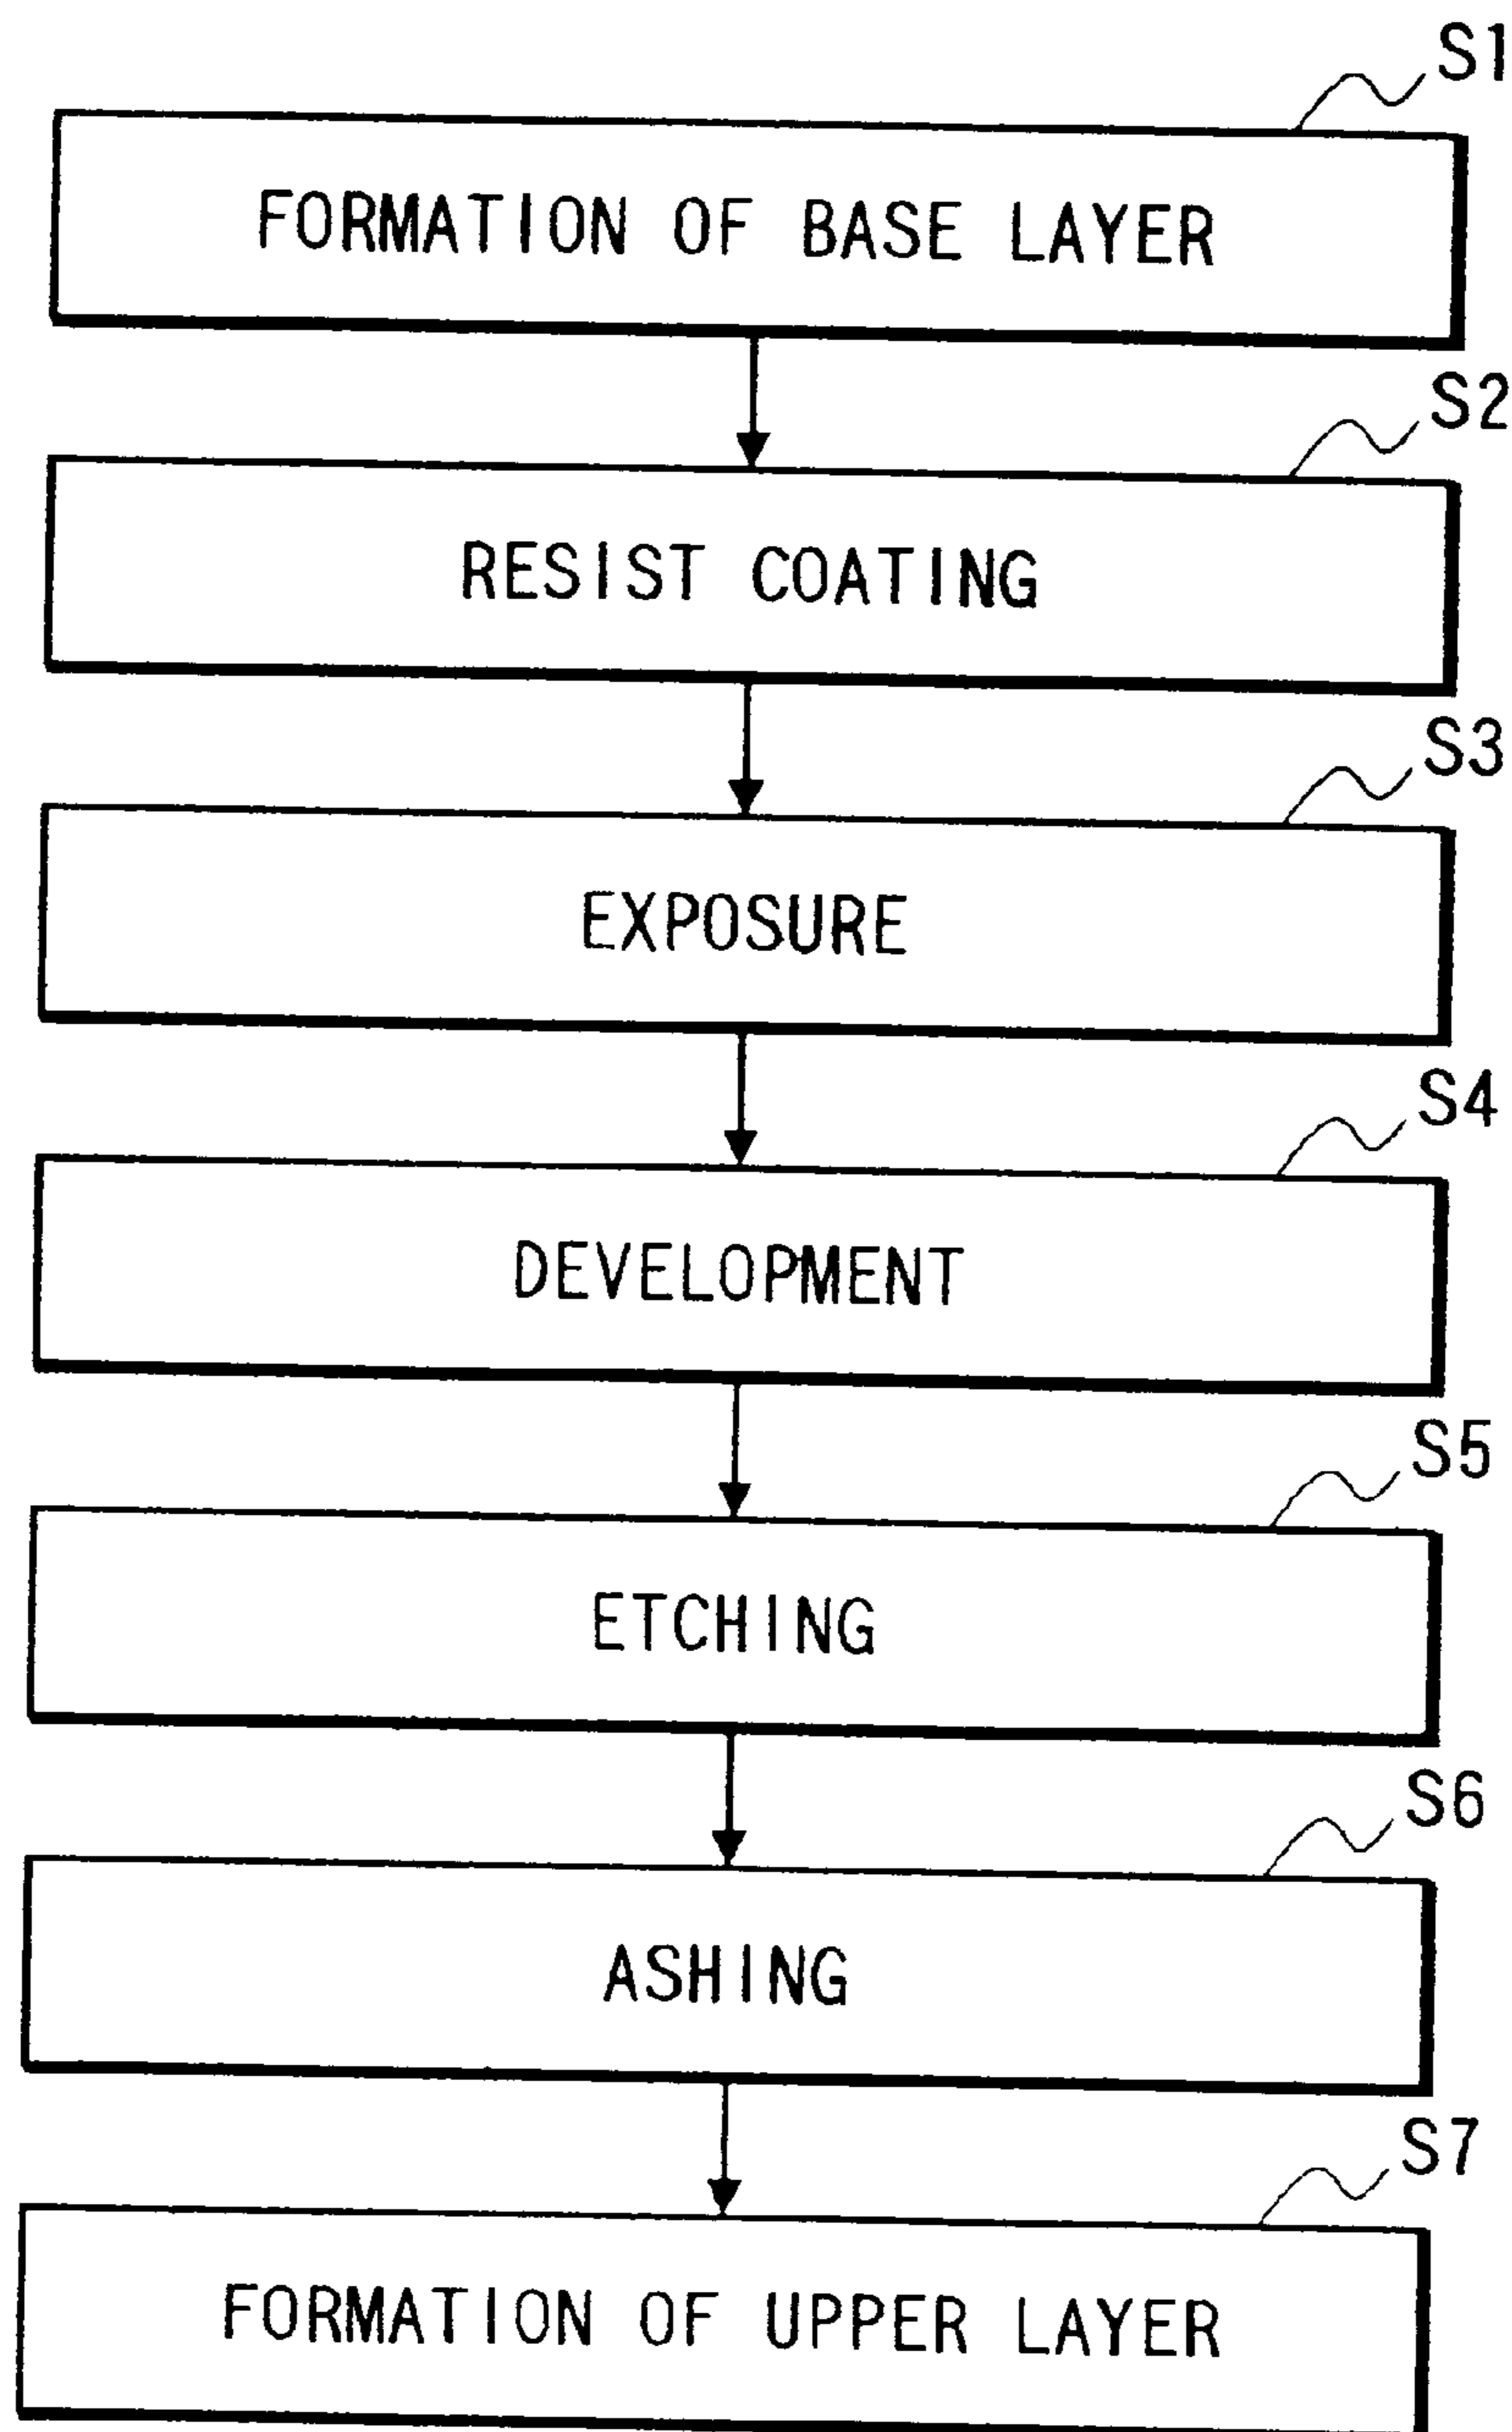 S1
FORMATION OF BASE LAYER
S2
RESIST COATING
S3
EXPOSURE
S4
DEVELOPMENT
S5
ETCHING
S6
ASHING
S7
FORMATION OF UPPER LAYER